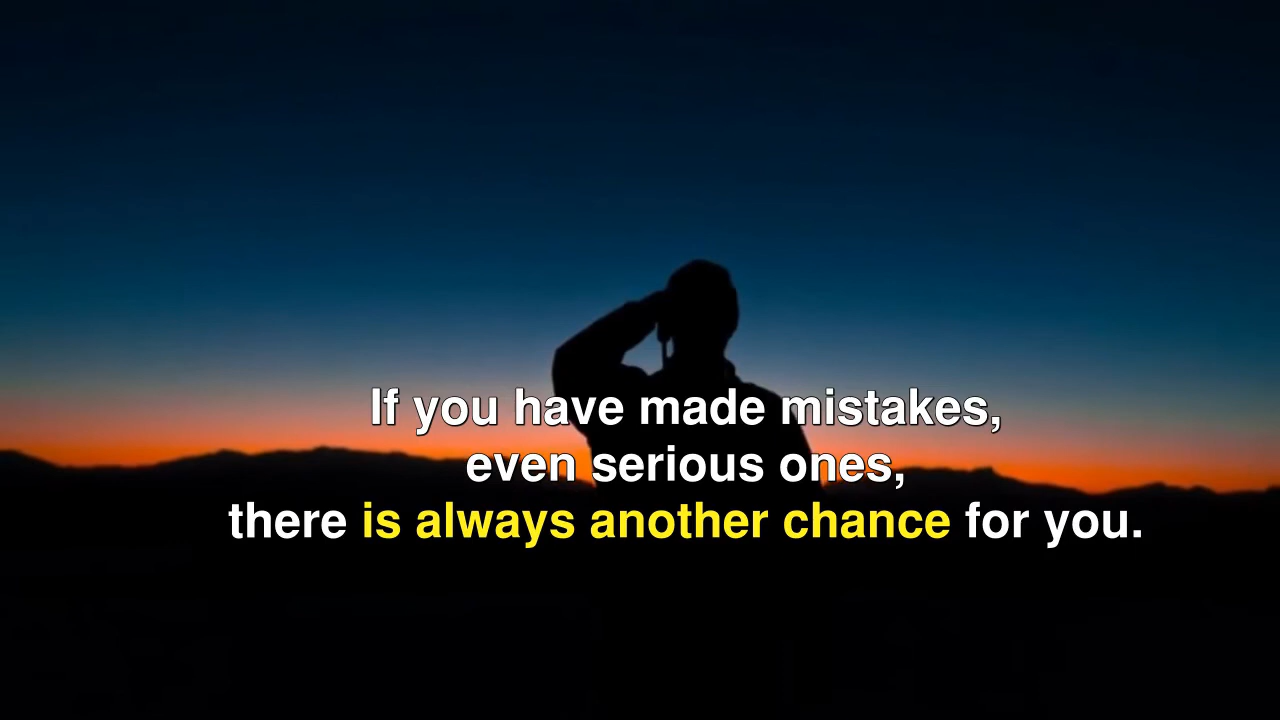 If you have made mistakes,
even serious ones,
there is always another chance for you.